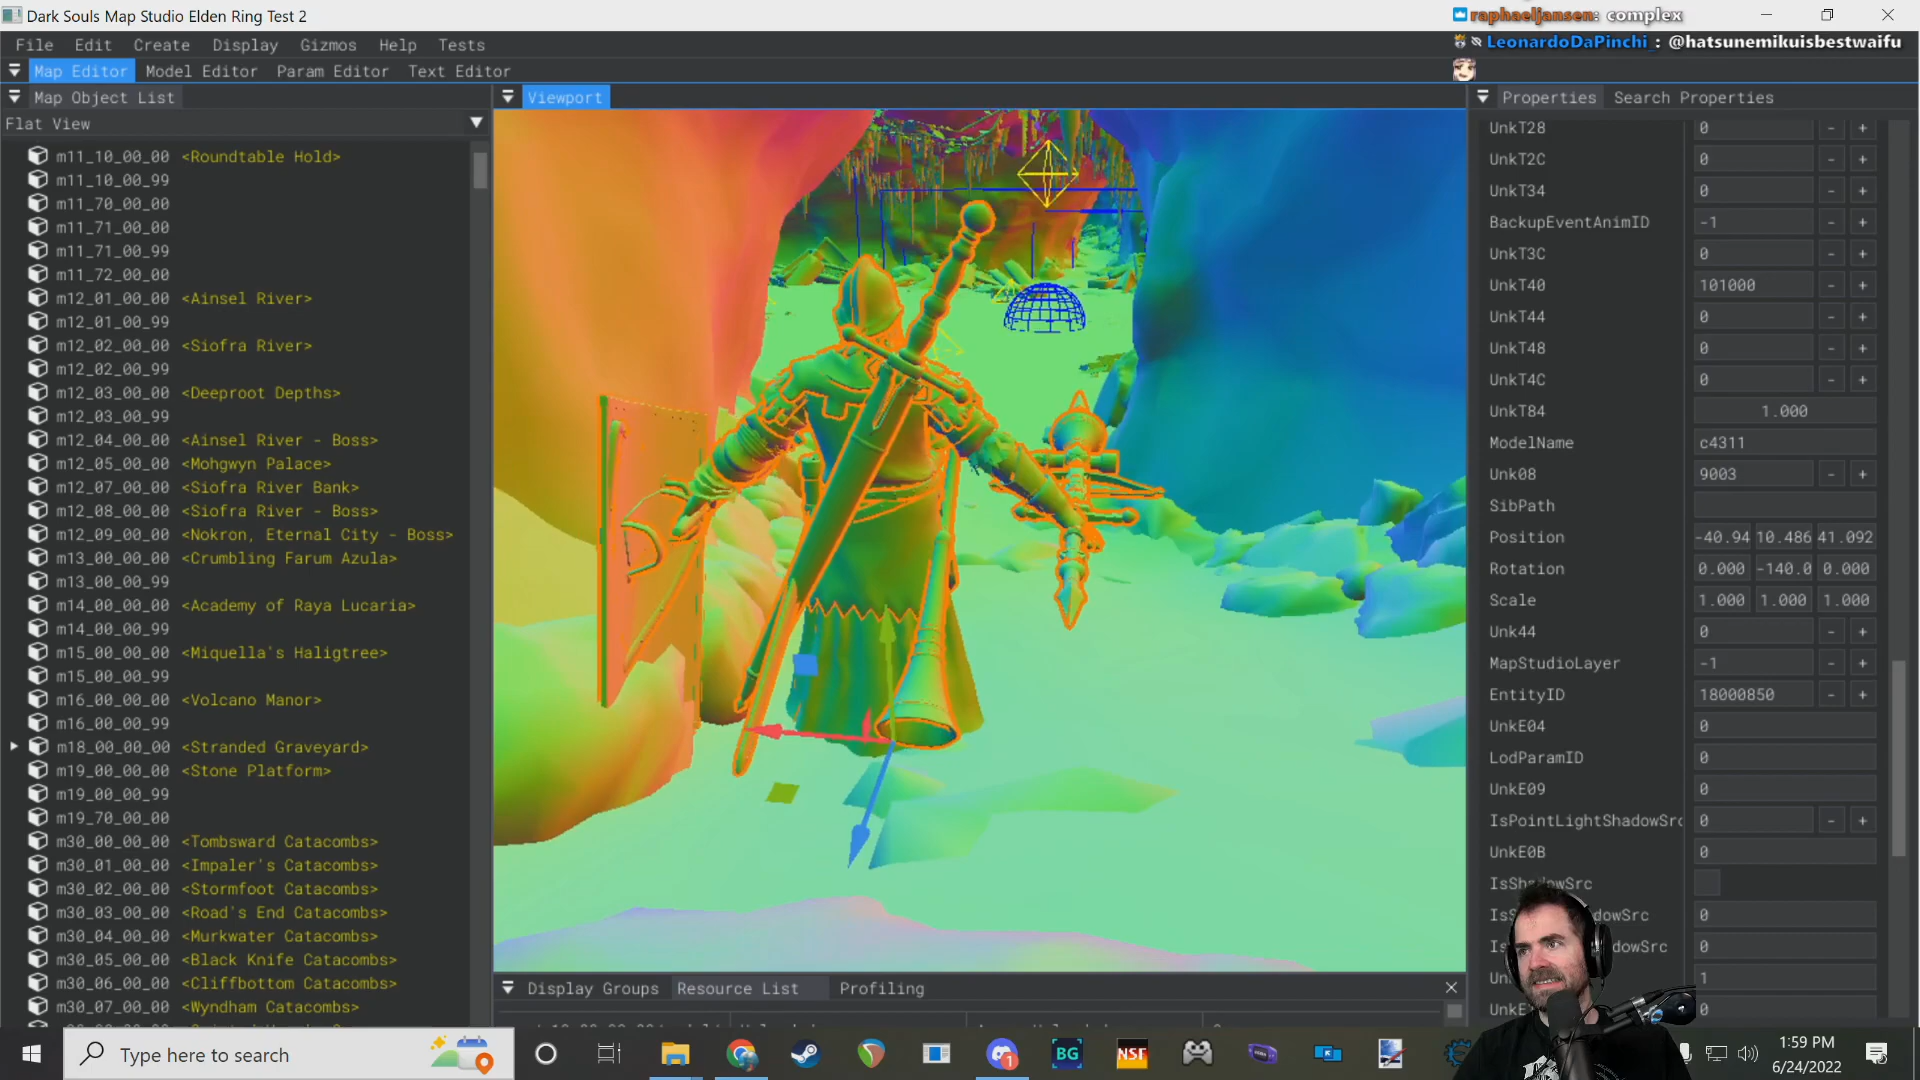 Dark Souls Map Studio Elden Ring Test 2
raphaeljansen: complex
File Edit Create Display Gizmos Help Tests
LeonardoDaPinchi : @hatsunemikuisbestwaifu
Map Editor Model Editor Param Editor Text Editor
Map Object List
Viewport
Properties Search Properties
Flat View
m11_10_00_00 <Roundtable Hold>
m11_10_00_99
m11_70_00_00
m11_71_00_00
m11_71_00_99
m11_72_00_00
m12_01_00_00 <Ainsel River>
m12_01_00_99
m12_02_00_00 <Siofra River>
m12_02_00_99
m12_03_00_00 <Deeproot Depths>
m12_03_00_99
m12_04_00_00 <Ainsel River - Boss>
m12_05_00_00 <Mohgwyn Palace>
m12_07_00_00 <Siofra River Bank>
m12_08_00_00 <Siofra River - Boss>
m12_09_00_00 <Nokron, Eternal City - Boss>
m13_00_00_00 <Crumbling Farum Azula>
m13_00_00_99
m14_00_00_00 <Academy of Raya Lucaria>
m14_00_00_99
m15_00_00_00 <Miquella's Haligtree>
m15_00_00_99
m16_00_00_00 <Volcano Manor>
m16_00_00_99
m18_00_00_00 <Stranded Graveyard>
m19_00_00_00 <Stone Platform>
m19_00_00_99
m19_70_00_00
m30_00_00_00 <Tombsward Catacombs>
m30_01_00_00 <Impaler's Catacombs>
m30_02_00_00 <Stormfoot Catacombs>
m30_03_00_00 <Road's End Catacombs>
m30_04_00_00 <Murkwater Catacombs>
m30_05_00_00 <Black Knife Catacombs>
m30_06_00_00 <Cliffbottom Catacombs>
m30_07_00_00 <Wyndham Catacombs>
UnkT28 0 - +
UnkT2C 0 - +
UnkT34 0 - +
BackupEventAnimID -1 - +
UnkT3C 0 - +
UnkT40 101000 - +
UnkT44 0 - +
UnkT48 0 - +
UnkT4C 0 - +
UnkT84 1.000
ModelName c4311
Unk08 9003 - +
SibPath
Position -40.94 10.486 41.092
Rotation 0.000 -140.0 0.000
Scale 1.000 1.000 1.000
Unk44 0 - +
MapStudioLayer -1 - +
EntityID 18000850 - +
UnkE04 0
LodParamID 0
UnkE09 0
IsPointLightShadowSrc 0 - +
UnkE0B 0
IsShadowSrc
0
0
1
0
Display Groups Resource List Profiling
Type here to search
BG
NSF
1
1:59 PM
6/24/2022